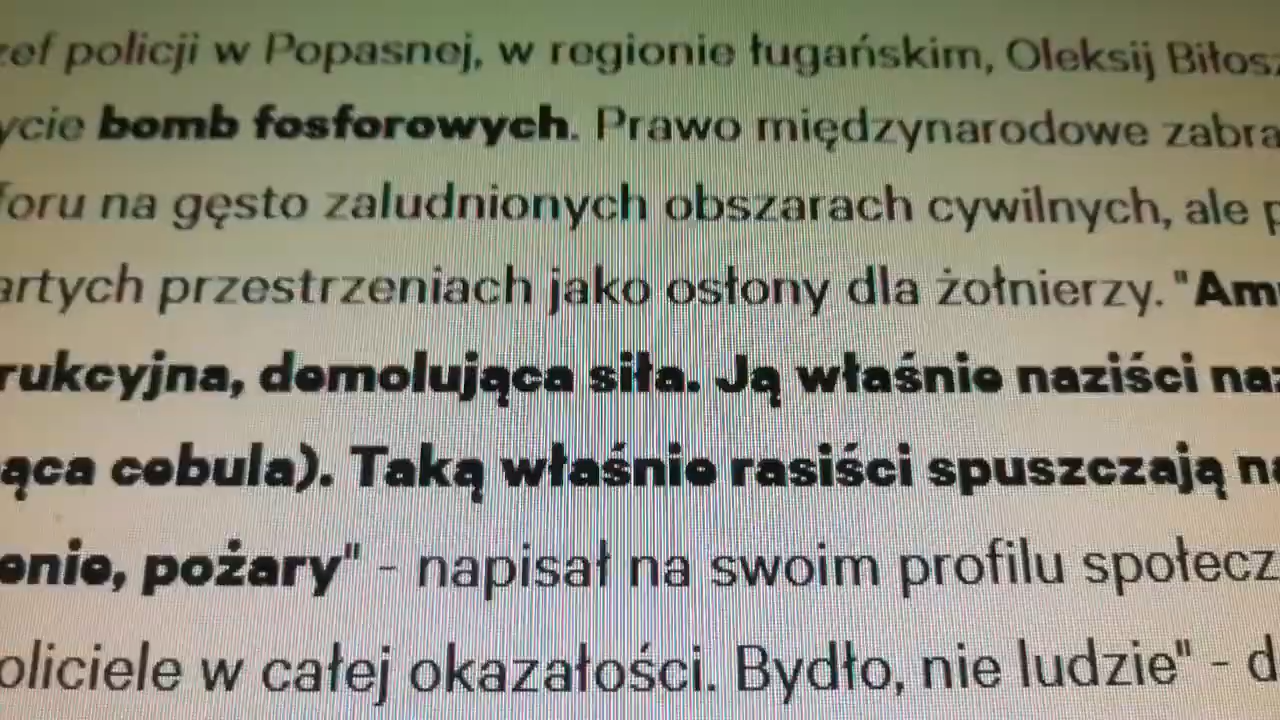 zef policji w Popasnej, w regionie ługańskim, Oleksij Biłosz
ycie bomb fosforowych. Prawo międzynarodowe zabra
foru na gęsto zaludnionych obszarach cywilnych, ale p
artych przestrzeniach jako osłony dla żołnierzy. "Am
rukcyjna, demolująca siła. Ją właśnie naziści naz
ąca cebula). Taką właśnie rasiści spuszczają na
enie, pożary" - napisał na swoim profilu społecz
oliciele w całej okazałości. Bydło, nie ludzie" - d